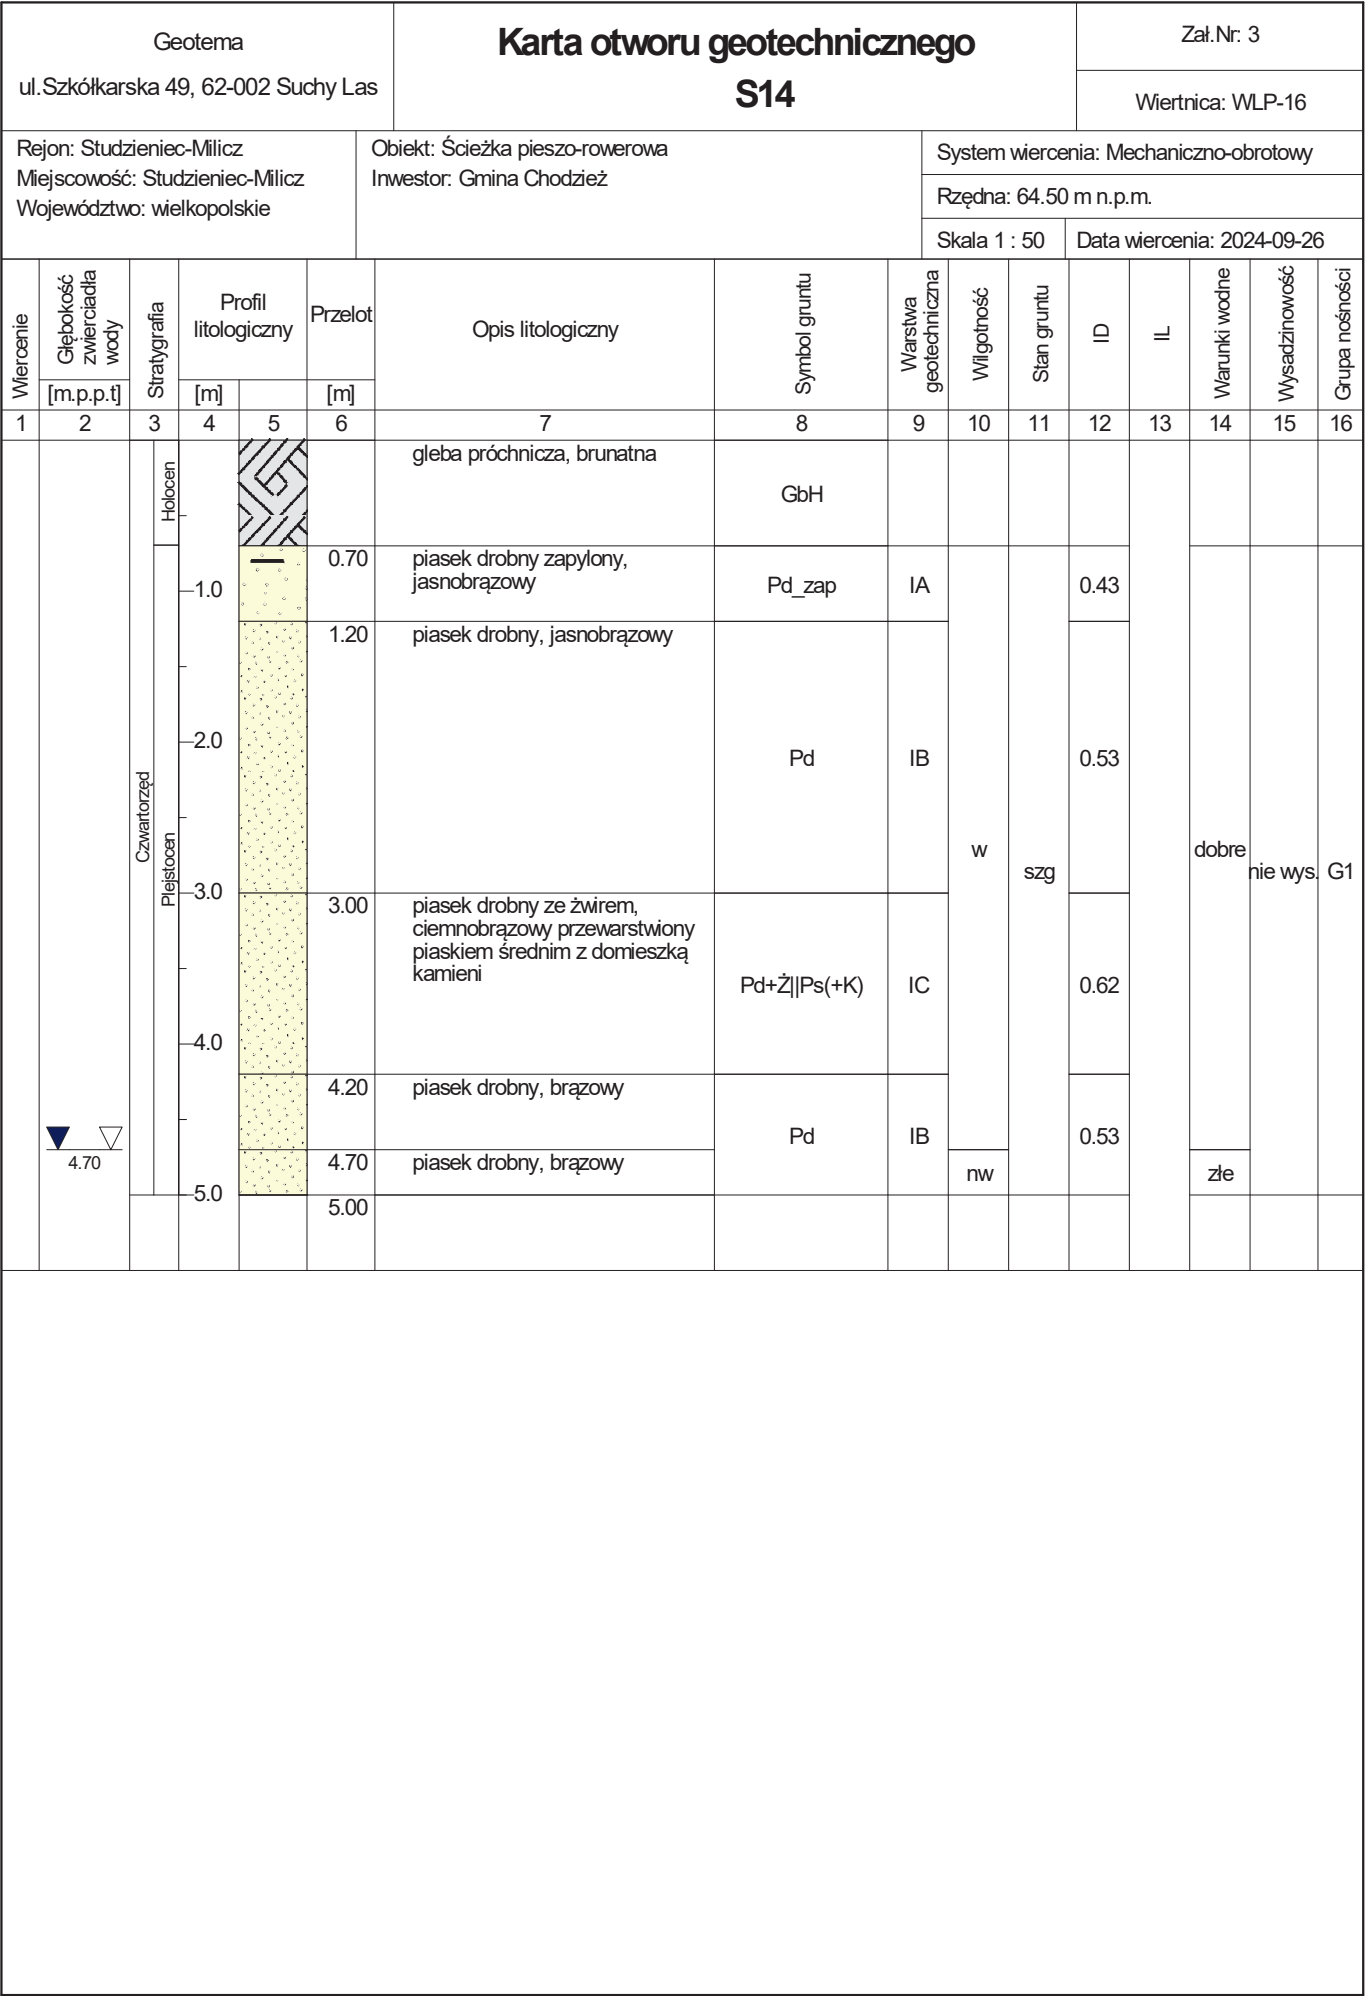 Geotema
ul.Szkółkarska 49, 62-002 Suchy Las
Karta otworu geotechnicznego
S14
Zał.Nr: 3
Wiertnica: WLP-16
Rejon: Studzieniec-Milicz
Miejscowość: Studzieniec-Milicz
Województwo: wielkopolskie
Obiekt: Ścieżka pieszo-rowerowa
Inwestor: Gmina Chodzież
System wiercenia: Mechaniczno-obrotowy
Rzędna: 64.50 m n.p.m.
Skala 1 : 50
Data wiercenia: 2024-09-26
Wiercenie
Głębokość
zwierciadła
wody
[m.p.p.t]
Stratygrafia
Profil
litologiczny
[m]
Przelot
[m]
Opis litologiczny
Symbol gruntu
Warstwa
geotechniczna
Wilgotność
Stan gruntu
ID
IL
Warunki wodne
Wysadzinowość
Grupa nośności
1 2 3 4 5 6 7 8 9 10 11 12 13 14 15 16
Holocen
gleba próchnicza, brunatna
GbH
0.70
piasek drobny zapylony,
jasnobrązowy
1.0
Pd_zap
IA
0.43
1.20
piasek drobny, jasnobrązowy
2.0
Pd
IB
0.53
Czwartorzęd
Plejstocen
w
szg
dobre
nie wys.
G1
3.0
3.00
piasek drobny ze żwirem,
ciemnobrązowy przewarstwiony
piaskiem średnim z domieszką
kamieni
Pd+Ż||Ps(+K)
IC
0.62
4.0
4.20
piasek drobny, brązowy
Pd
IB
0.53
4.70
4.70
piasek drobny, brązowy
nw
złe
5.0
5.00